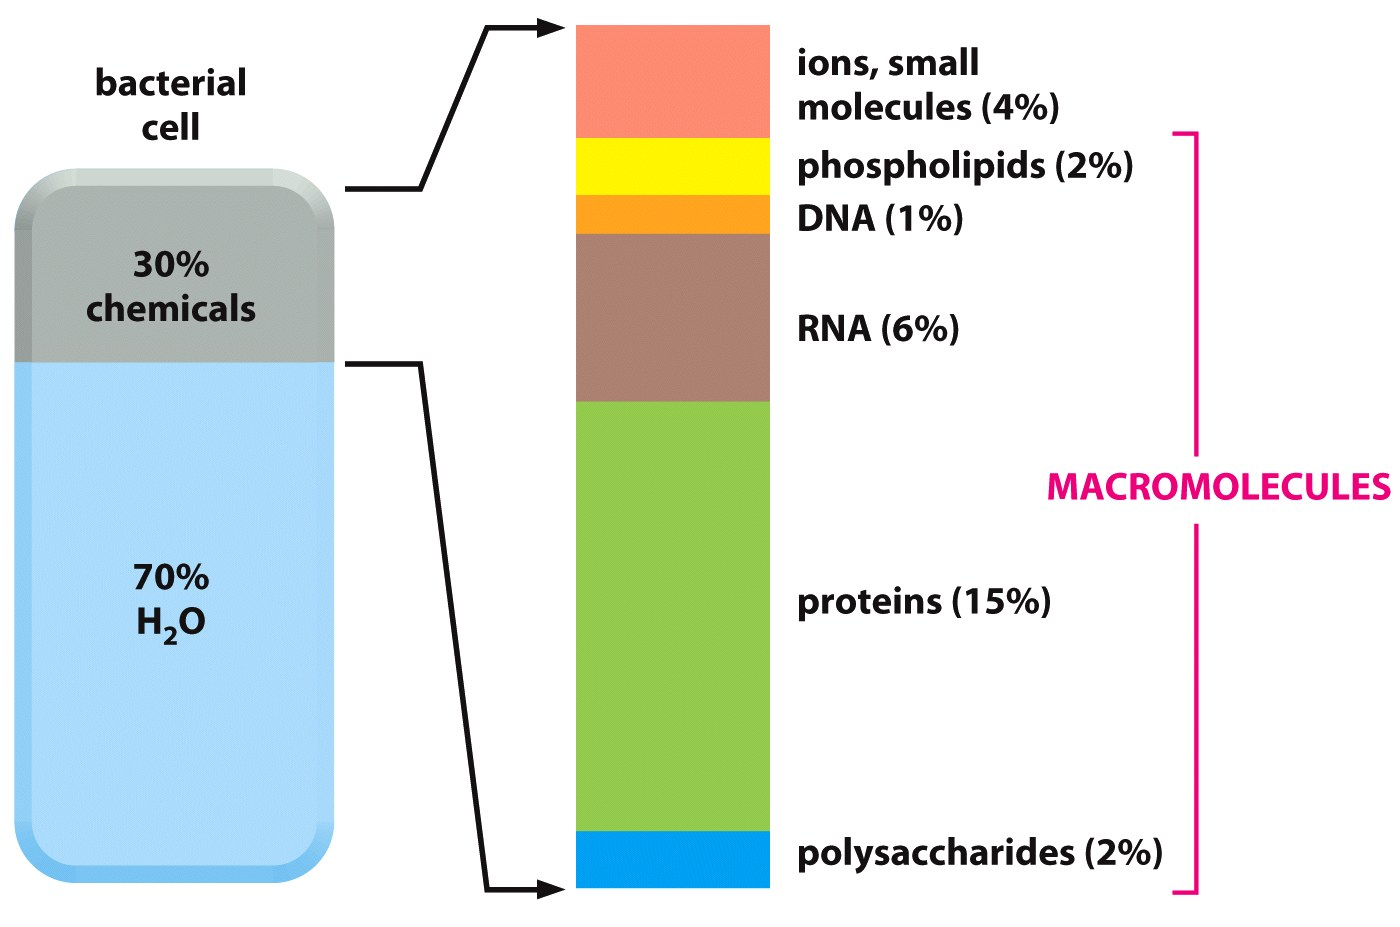 bacterial
cell
30%
chemicals
70%
H₂O
ions, small
molecules (4%)
phospholipids (2%)
DNA (1%)
RNA (6%)
MACROMOLECULES
proteins (15%)
polysaccharides (2%)